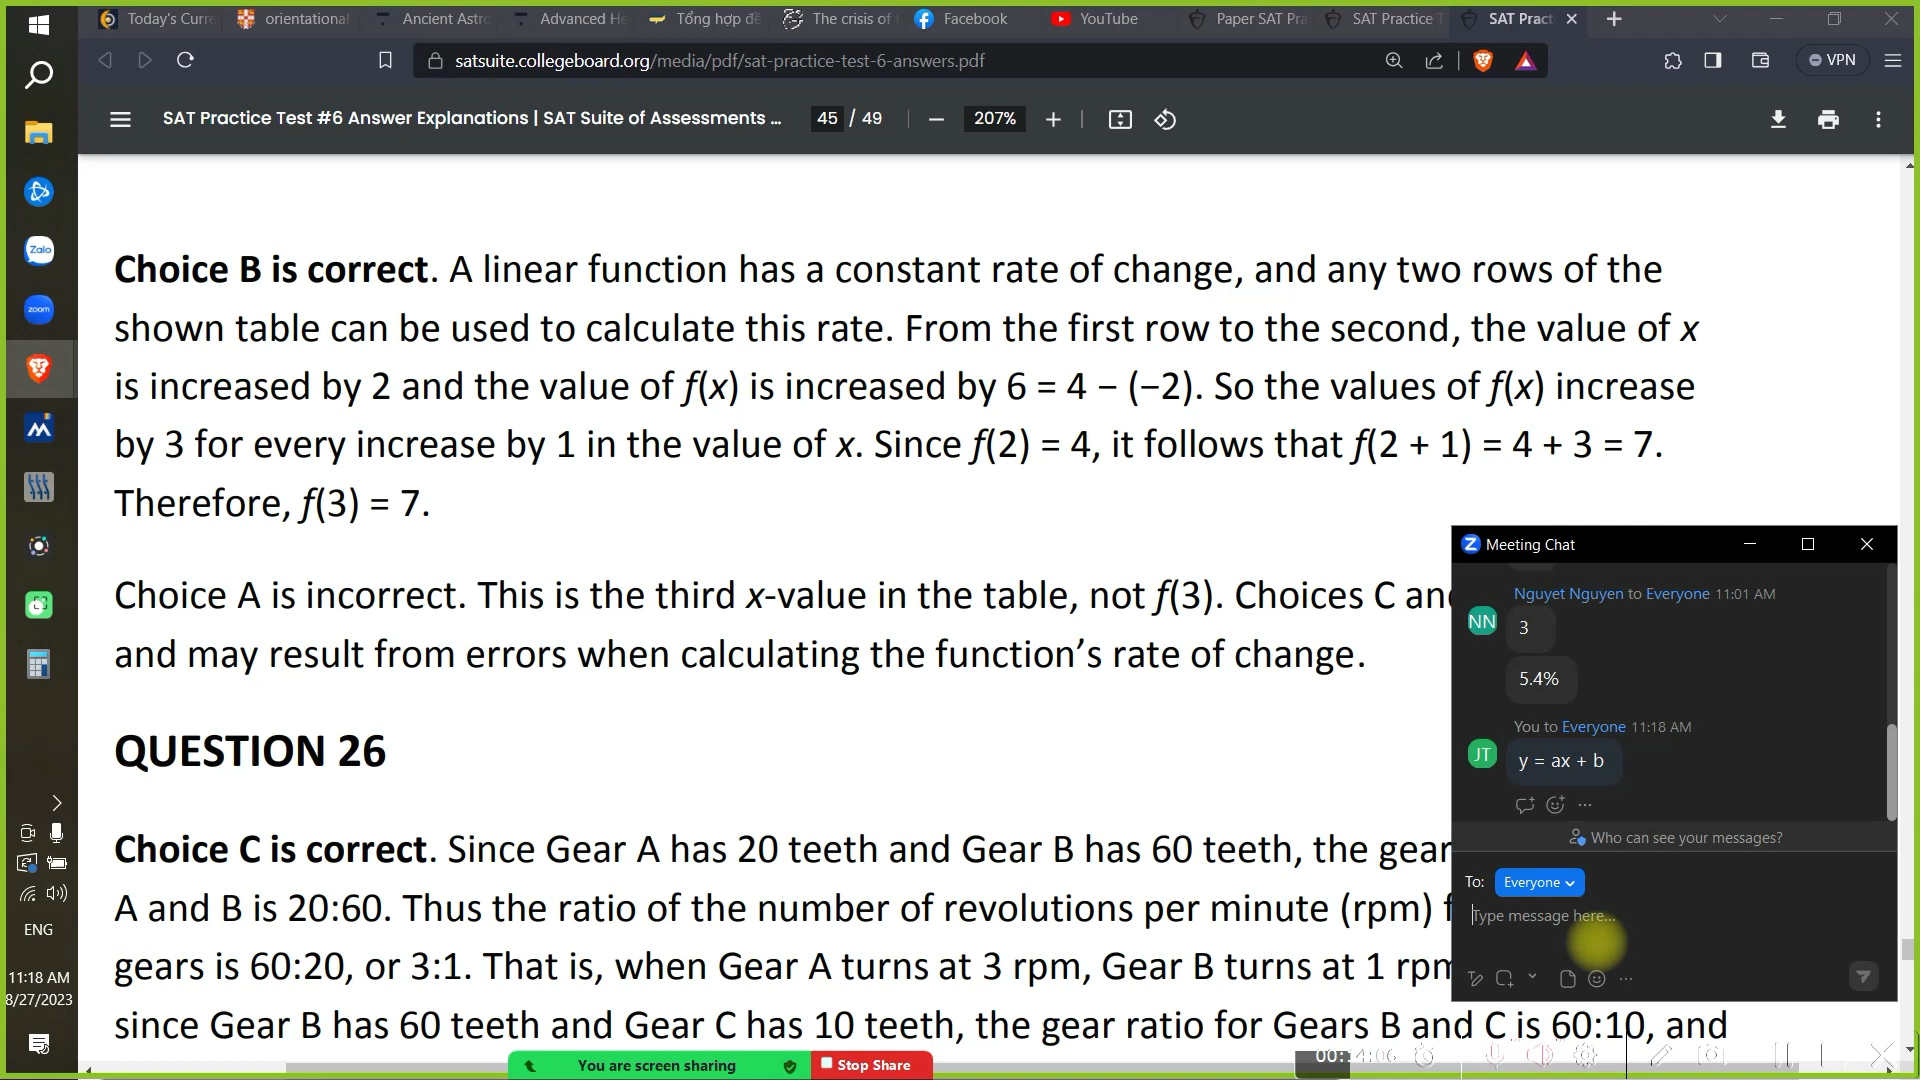 Today's Curre
orientational
Ancient Astro
Advanced He
Tổng hợp đề
The crisis of
Facebook
YouTube
Paper SAT Pra
SAT Practice T
SAT Pract
satsuite.collegeboard.org/media/pdf/sat-practice-test-6-answers.pdf
VPN
SAT Practice Test #6 Answer Explanations | SAT Suite of Assessments ...
45 / 49
207%
Choice B is correct. A linear function has a constant rate of change, and any two rows of the
shown table can be used to calculate this rate. From the first row to the second, the value of x
is increased by 2 and the value of f(x) is increased by 6 = 4 − (−2). So the values of f(x) increase
by 3 for every increase by 1 in the value of x. Since f(2) = 4, it follows that f(2 + 1) = 4 + 3 = 7.
Therefore, f(3) = 7.
Choice A is incorrect. This is the third x-value in the table, not f(3). Choices C and
and may result from errors when calculating the function's rate of change.
QUESTION 26
Choice C is correct. Since Gear A has 20 teeth and Gear B has 60 teeth, the gear
A and B is 20:60. Thus the ratio of the number of revolutions per minute (rpm) f
gears is 60:20, or 3:1. That is, when Gear A turns at 3 rpm, Gear B turns at 1 rpm
since Gear B has 60 teeth and Gear C has 10 teeth, the gear ratio for Gears B and C is 60:10, and
Meeting Chat
Nguyet Nguyen to Everyone 11:01 AM
NN
3
5.4%
You to Everyone 11:18 AM
JT
y = ax + b
Who can see your messages?
To: Everyone
Type message here...
Zalo
zoom
ENG
11:18 AM
8/27/2023
You are screen sharing
Stop Share
00:14:06